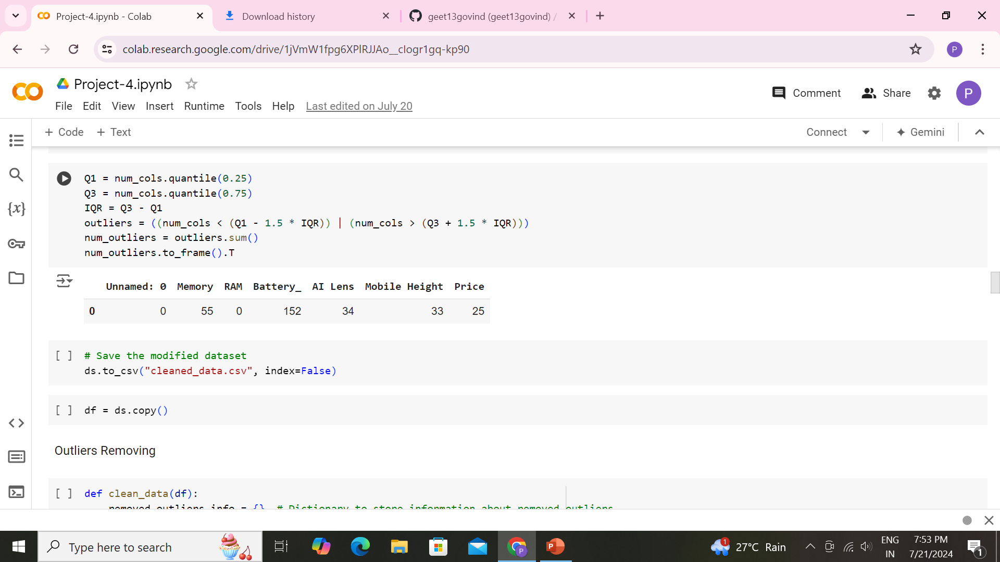 Project-4.ipynb - Colab
Download history
geet13govind (geet13govind) /
colab.research.google.com/drive/1jVmW1fpg6XPlRJJAo__cIogr1gq-kp90
P
Project-4.ipynb
Comment
Share
P
File Edit View Insert Runtime Tools Help Last edited on July 20
+ Code + Text
Connect
Gemini
Q1 = num_cols.quantile(0.25)
Q3 = num_cols.quantile(0.75)
IQR = Q3 - Q1
outliers = ((num_cols < (Q1 - 1.5 * IQR)) | (num_cols > (Q3 + 1.5 * IQR)))
num_outliers = outliers.sum()
num_outliers.to_frame().T
Unnamed: 0 Memory RAM Battery_ AI Lens Mobile Height Price
0 0 55 0 152 34 33 25
[ ] # Save the modified dataset
ds.to_csv("cleaned_data.csv", index=False)
[ ] df = ds.copy()
Outliers Removing
[ ] def clean_data(df):
removed_outliers_info = {} # Dictionary to store information about removed outliers
Type here to search
1
27°C Rain
ENG
IN
7:53 PM
7/21/2024
1